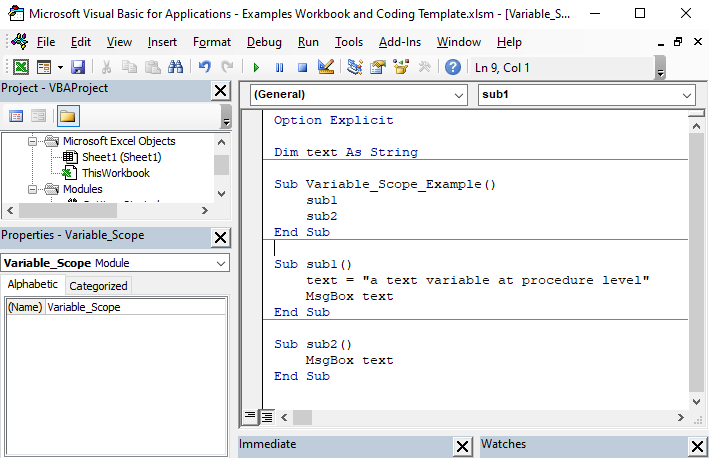 Microsoft Visual Basic for Applications - Examples Workbook and Coding Template.xlsm - [Variable_S...
File Edit View Insert Format Debug Run Tools Add-Ins Window Help
Ln 9, Col 1
Project - VBAProject
Microsoft Excel Objects
Sheet1 (Sheet1)
ThisWorkbook
Modules
Properties - Variable_Scope
Variable_Scope Module
Alphabetic Categorized
(Name) Variable_Scope
(General) sub1
Option Explicit
Dim text As String
Sub Variable_Scope_Example()
sub1
sub2
End Sub
Sub sub1()
text = "a text variable at procedure level"
MsgBox text
End Sub
Sub sub2()
MsgBox text
End Sub
Immediate
Watches